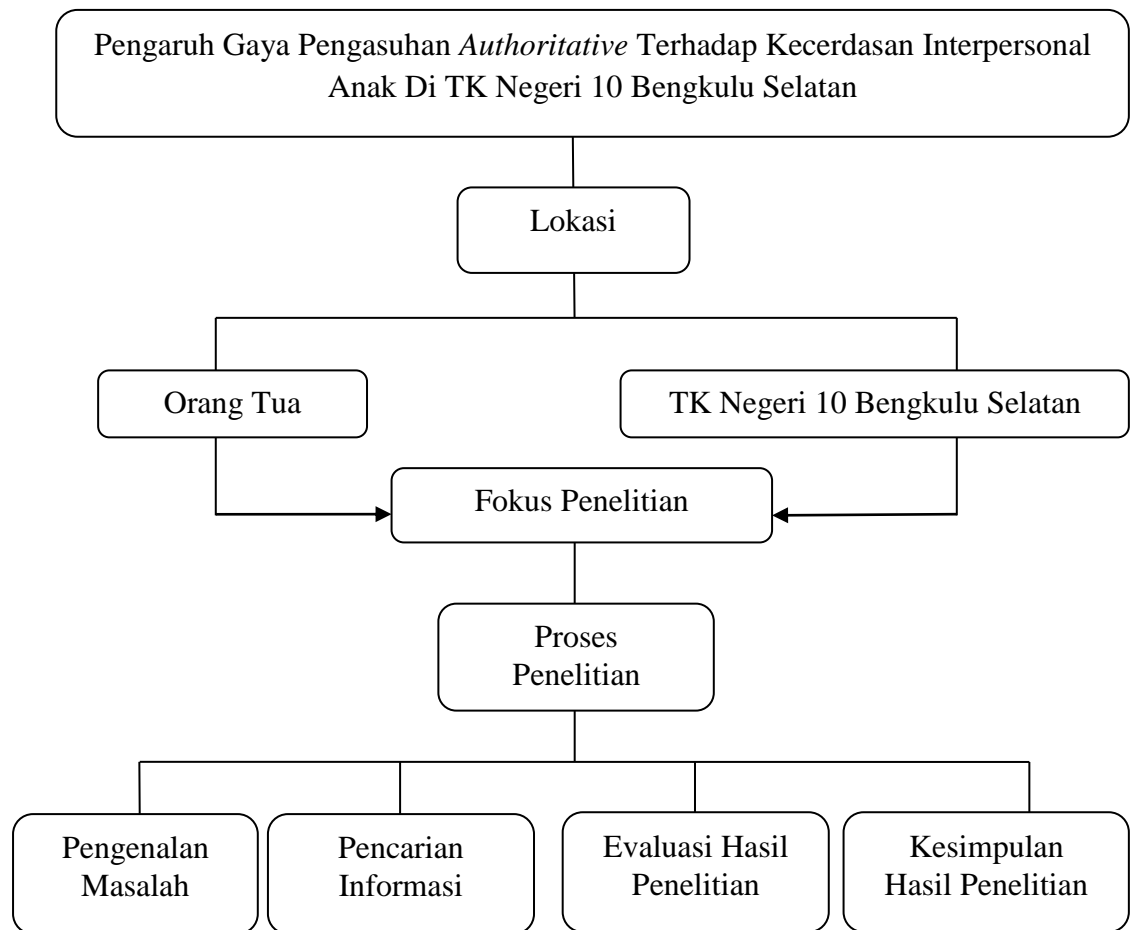 Pengaruh Gaya Pengasuhan Authoritative Terhadap Kecerdasan Interpersonal
Anak Di TK Negeri 10 Bengkulu Selatan
Lokasi
Orang Tua
TK Negeri 10 Bengkulu Selatan
Fokus Penelitian
Proses
Penelitian
Pengenalan
Masalah
Pencarian
Informasi
Evaluasi Hasil
Penelitian
Kesimpulan
Hasil Penelitian